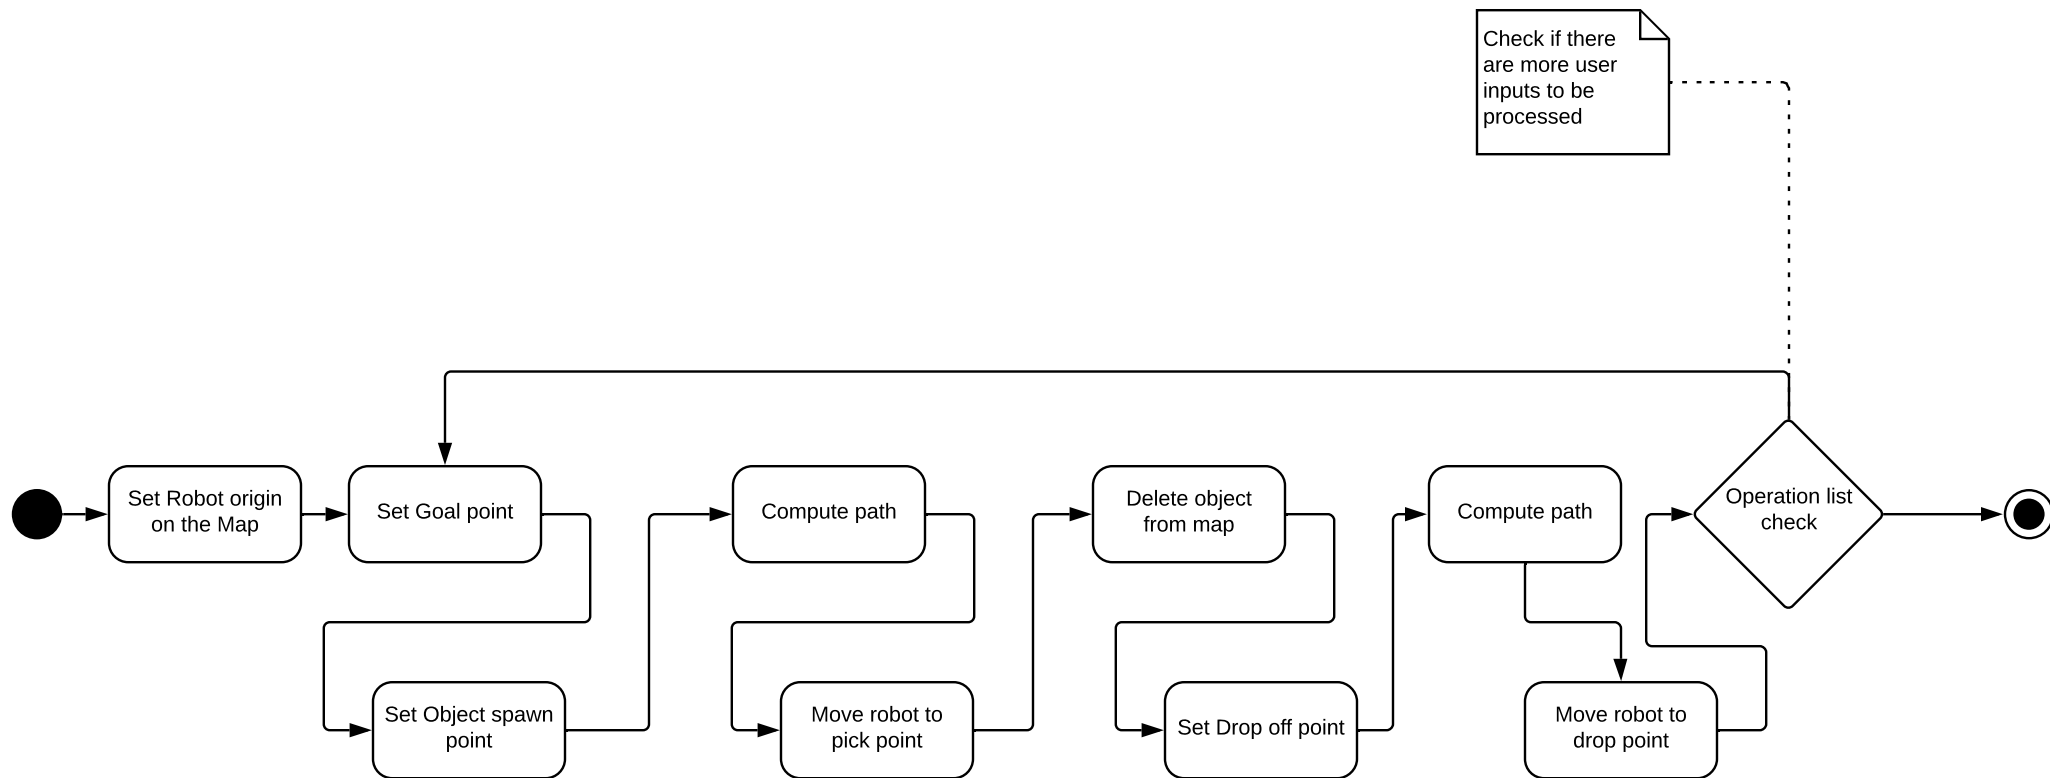 Check if there
are more user
inputs to be
processed
Set Robot origin
on the Map
Set Goal point
Compute path
Delete object
from map
Compute path
Operation list
check
Set Object spawn
point
Move robot to
pick point
Set Drop off point
Move robot to
drop point